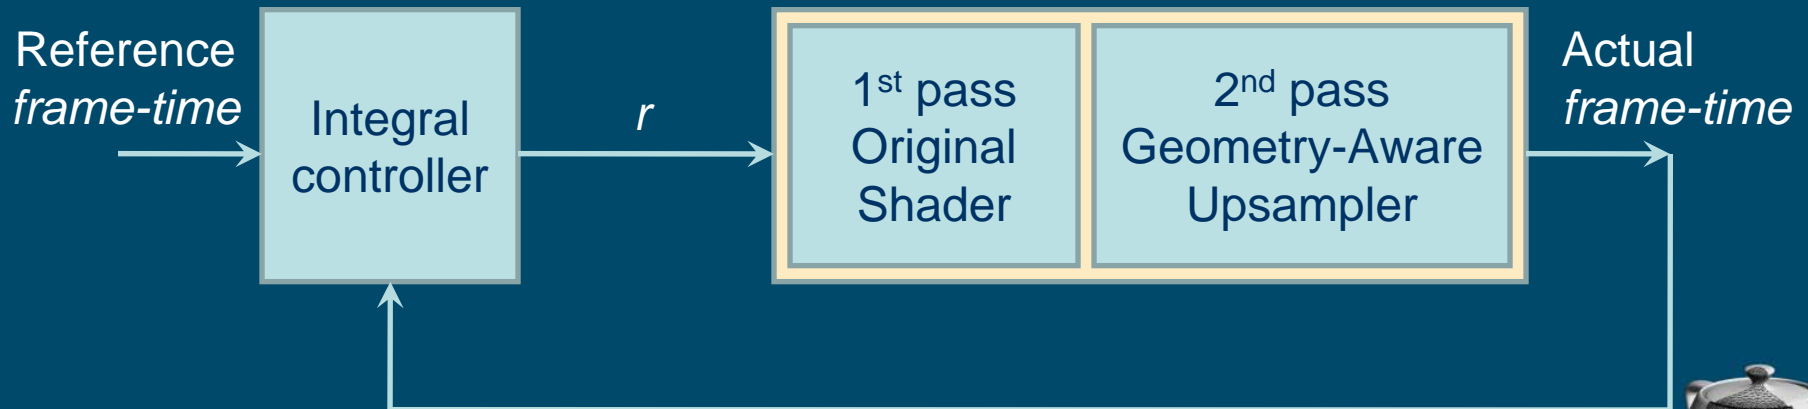 Reference
frame-time
Integral
controller
r
1st pass
Original
Shader
2nd pass
Geometry-Aware
Upsampler
Actual
frame-time